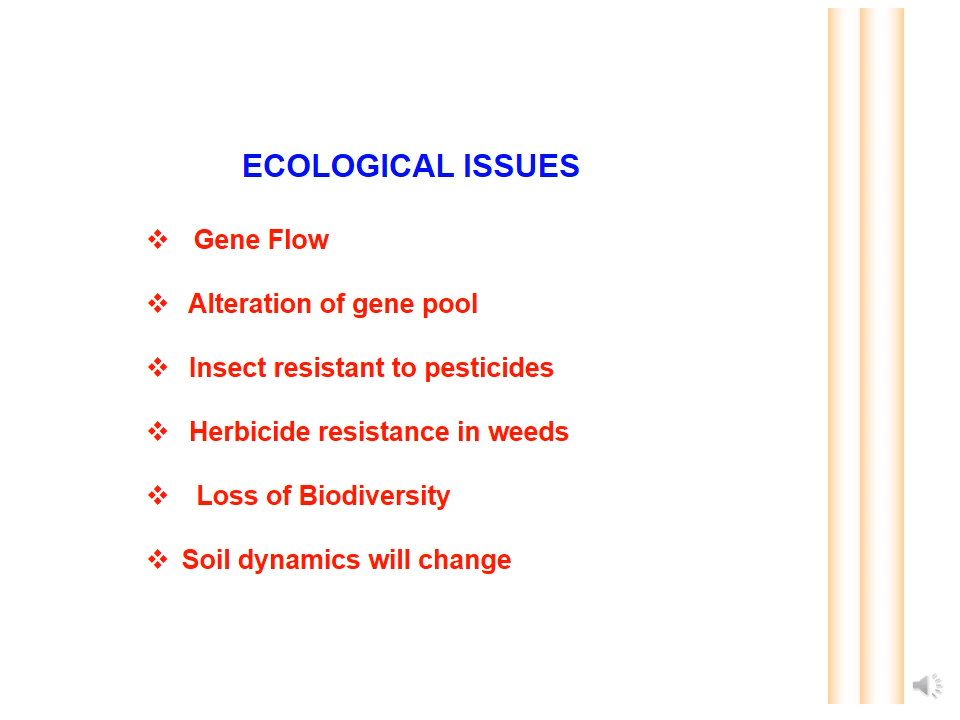 ECOLOGICAL ISSUES
❖ Gene Flow
❖ Alteration of gene pool
❖ Insect resistant to pesticides
❖ Herbicide resistance in weeds
❖ Loss of Biodiversity
❖ Soil dynamics will change